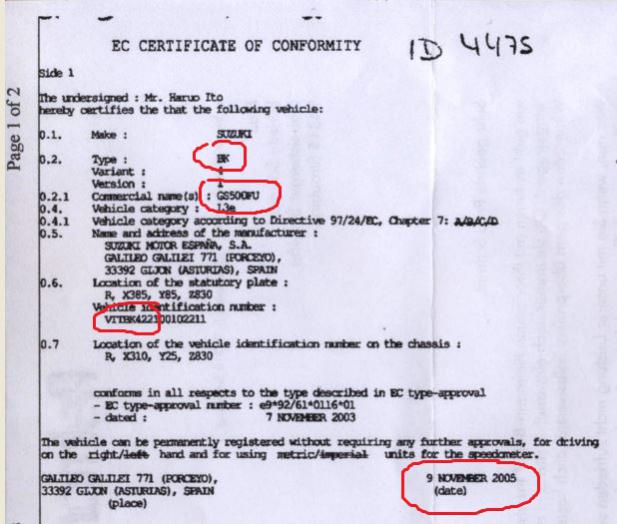 EC CERTIFICATE OF CONFORMITY
ID 4475
Side 1
Page 1 of 2
The undersigned : Mr. Haruo Ito
hereby certifies the that the following vehicle:
0.1. Make : SUZUKI
0.2. Type : BK
Variant :
Version : 1
0.2.1 Commercial name(s) : GS500FU
0.4. Vehicle category : L3e
0.4.1 Vehicle category according to Directive 97/24/EC, Chapter 7: A/B/C/D
0.5. Name and address of the manufacturer :
SUZUKI MOTOR ESPAÑA, S.A.
GALILEO GALILEI 771 (PORCEYO),
33392 GIJON (ASTURIAS), SPAIN
0.6. Location of the statutory plate :
R, X385, Y85, Z830
Vehicle identification number :
VTTBK422100102211
0.7 Location of the vehicle identification number on the chassis :
R, X310, Y25, Z830
conforms in all respects to the type described in EC type-approval
- EC type-approval number : e9*92/61*0116*01
- dated : 7 NOVEMBER 2003
The vehicle can be permanently registered without requiring any further approvals, for driving
on the right/left hand and for using metric/imperial units for the speedometer.
GALILEO GALILEI 771 (PORCEYO), 9 NOVEMBER 2005
33392 GIJON (ASTURIAS), SPAIN (date)
(place)